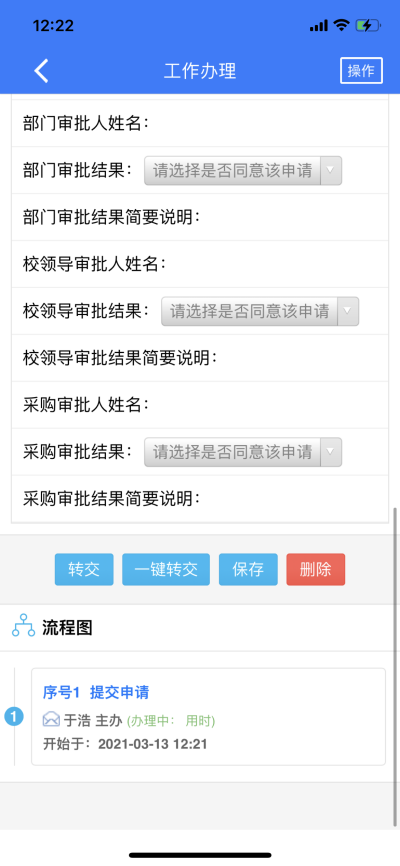 12:22
工作办理
操作
部门审批人姓名：
部门审批结果： 请选择是否同意该申请
部门审批结果简要说明：
校领导审批人姓名：
校领导审批结果： 请选择是否同意该申请
校领导审批结果简要说明：
采购审批人姓名：
采购审批结果： 请选择是否同意该申请
采购审批结果简要说明：
转交 一键转交 保存 删除
流程图
1
序号1 提交申请
于浩 主办 (办理中： 用时)
开始于：2021-03-13 12:21